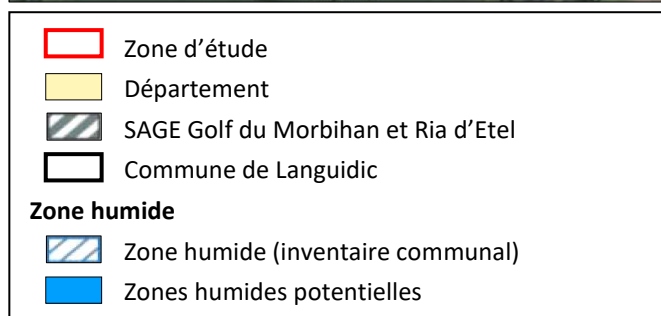 Zone d'étude
Département
SAGE Golf du Morbihan et Ria d'Etel
Commune de Languidic
Zone humide
Zone humide (inventaire communal)
Zones humides potentielles